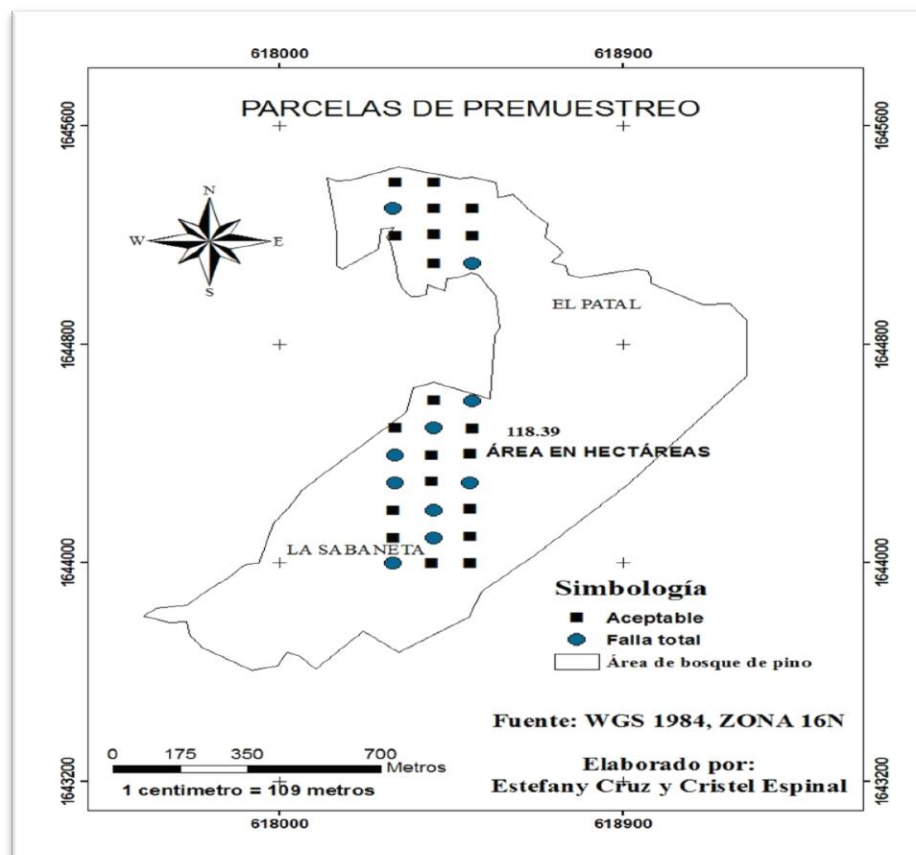 618000 618900
PARCELAS DE PREMUESTREO
1645600 1645600
N
W E
S
EL PATAL
1644800 1644800
118.39
ÁREA EN HECTÁREAS
LA SABANETA
1644000 1644000
Simbología
Aceptable
Falla total
Área de bosque de pino
Fuente: WGS 1984, ZONA 16N
0 175 350 700
Metros
1 centimetro = 109 metros
Elaborado por:
Estefany Cruz y Cristel Espinal
1643200 1643200
618000 618900